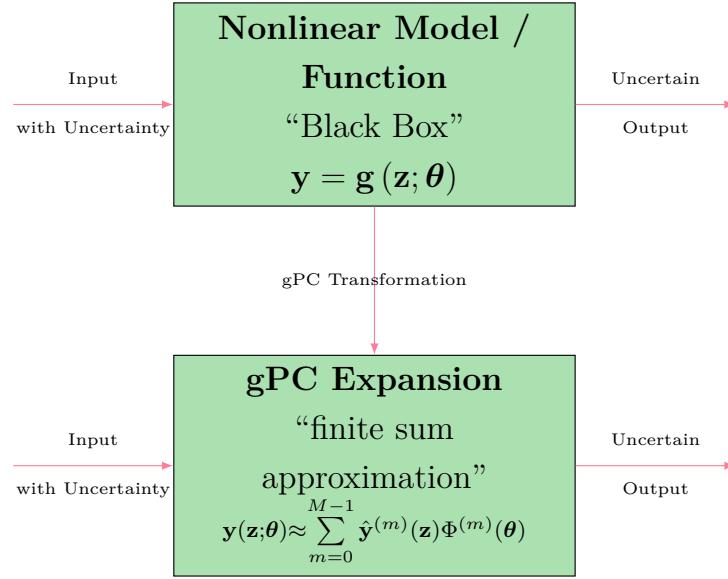 Nonlinear Model /
Function
“Black Box”
y = g (z; θ)
Input
with Uncertainty
Uncertain
Output
gPC Transformation
gPC Expansion
“finite sum
approximation”
y(z;θ)≈ ∑_{m=0}^{M−1} ŷ^{(m)}(z)Φ^{(m)}(θ)
Input
with Uncertainty
Uncertain
Output